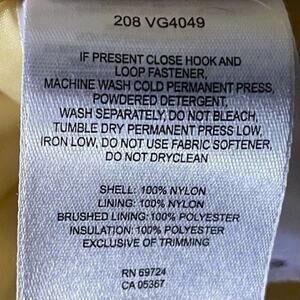 208 VG4049
IF PRESENT CLOSE HOOK AND
LOOP FASTENER,
MACHINE WASH COLD PERMANENT PRESS,
POWDERED DETERGENT,
WASH SEPARATELY, DO NOT BLEACH,
TUMBLE DRY PERMANENT PRESS LOW,
IRON LOW, DO NOT USE FABRIC SOFTENER,
DO NOT DRYCLEAN
SHELL: 100% NYLON
LINING: 100% NYLON
BRUSHED LINING: 100% POLYESTER
INSULATION: 100% POLYESTER
EXCLUSIVE OF TRIMMING
RN 69724
CA 05367